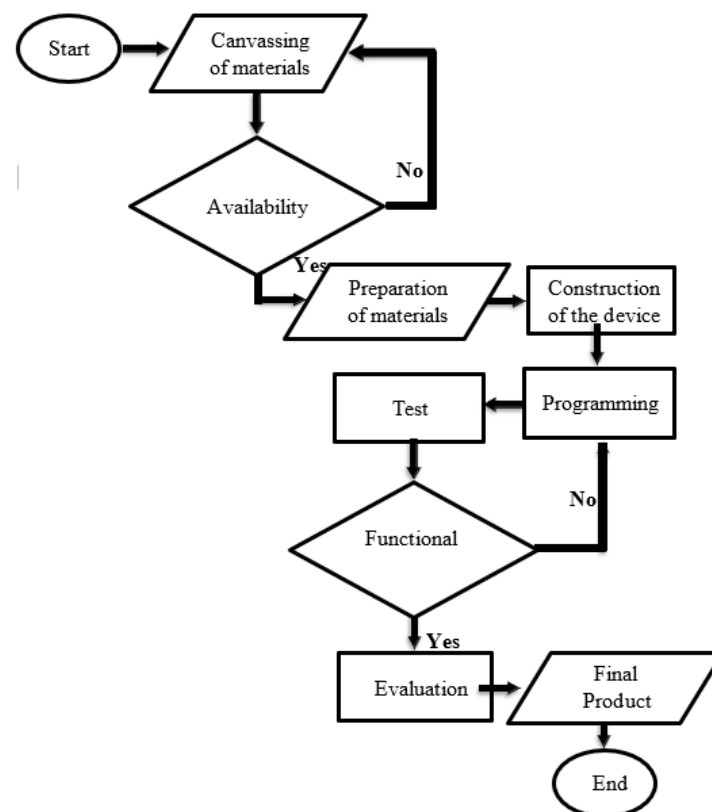 Start
Canvassing
of materials
No
Availability
Yes
Preparation
of materials
Construction
of the device
Test
Programming
No
Functional
Yes
Evaluation
Final
Product
End